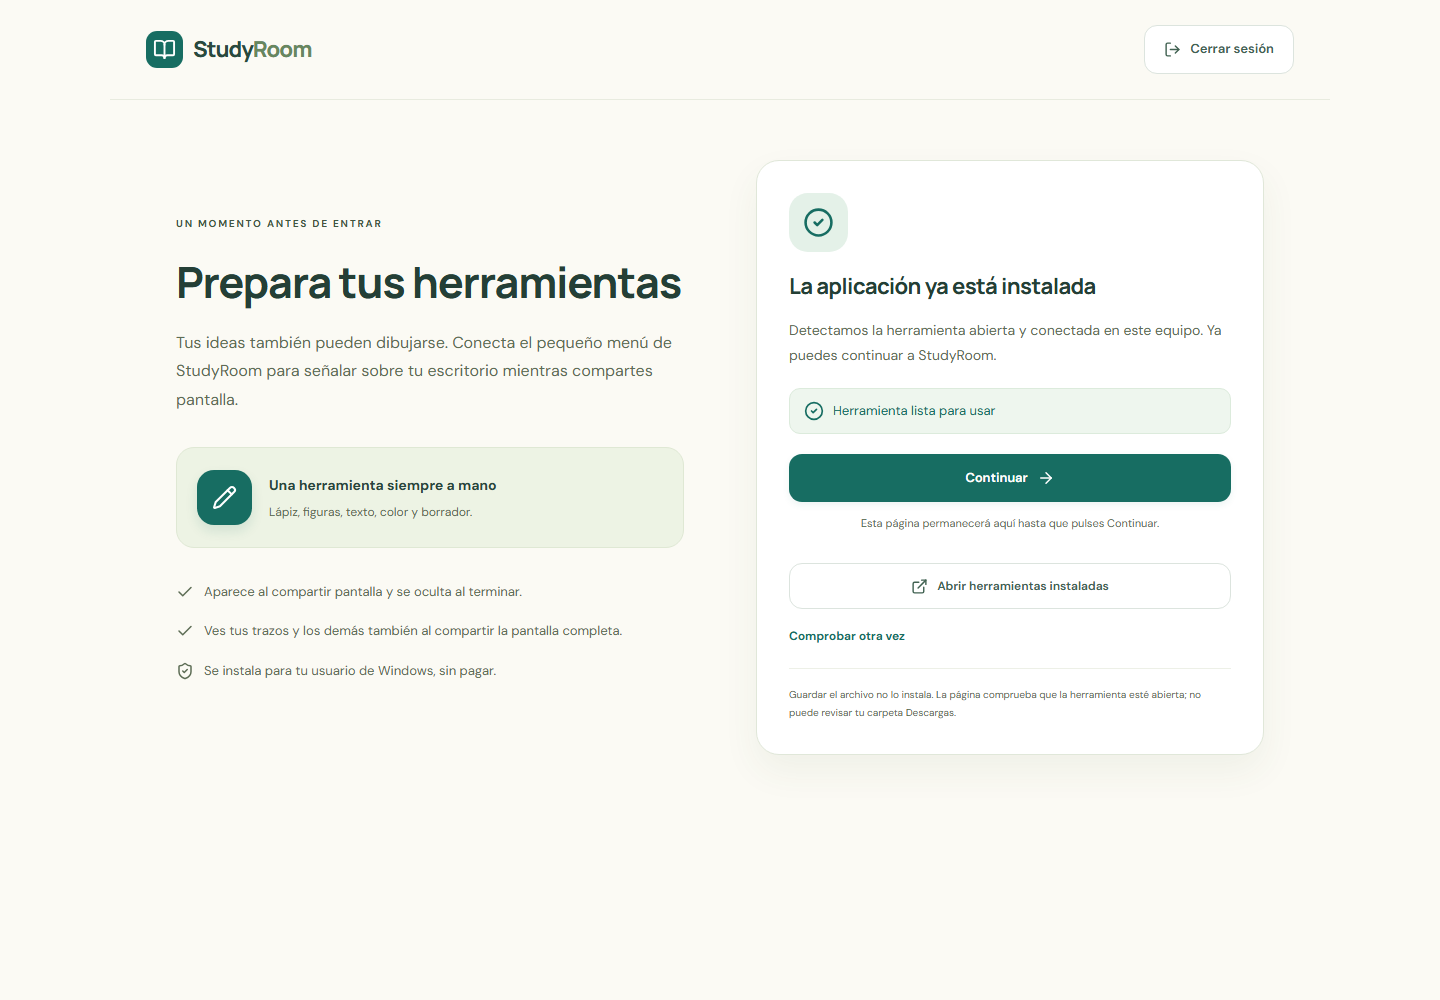 StudyRoom
Cerrar sesión
UN MOMENTO ANTES DE ENTRAR
Prepara tus herramientas
Tus ideas también pueden dibujarse. Conecta el pequeño menú de
StudyRoom para señalar sobre tu escritorio mientras compartes
pantalla.
Una herramienta siempre a mano
Lápiz, figuras, texto, color y borrador.
Aparece al compartir pantalla y se oculta al terminar.
Ves tus trazos y los demás también al compartir la pantalla completa.
Se instala para tu usuario de Windows, sin pagar.
La aplicación ya está instalada
Detectamos la herramienta abierta y conectada en este equipo. Ya
puedes continuar a StudyRoom.
Herramienta lista para usar
Continuar
Esta página permanecerá aquí hasta que pulses Continuar.
Abrir herramientas instaladas
Comprobar otra vez
Guardar el archivo no lo instala. La página comprueba que la herramienta esté abierta; no
puede revisar tu carpeta Descargas.